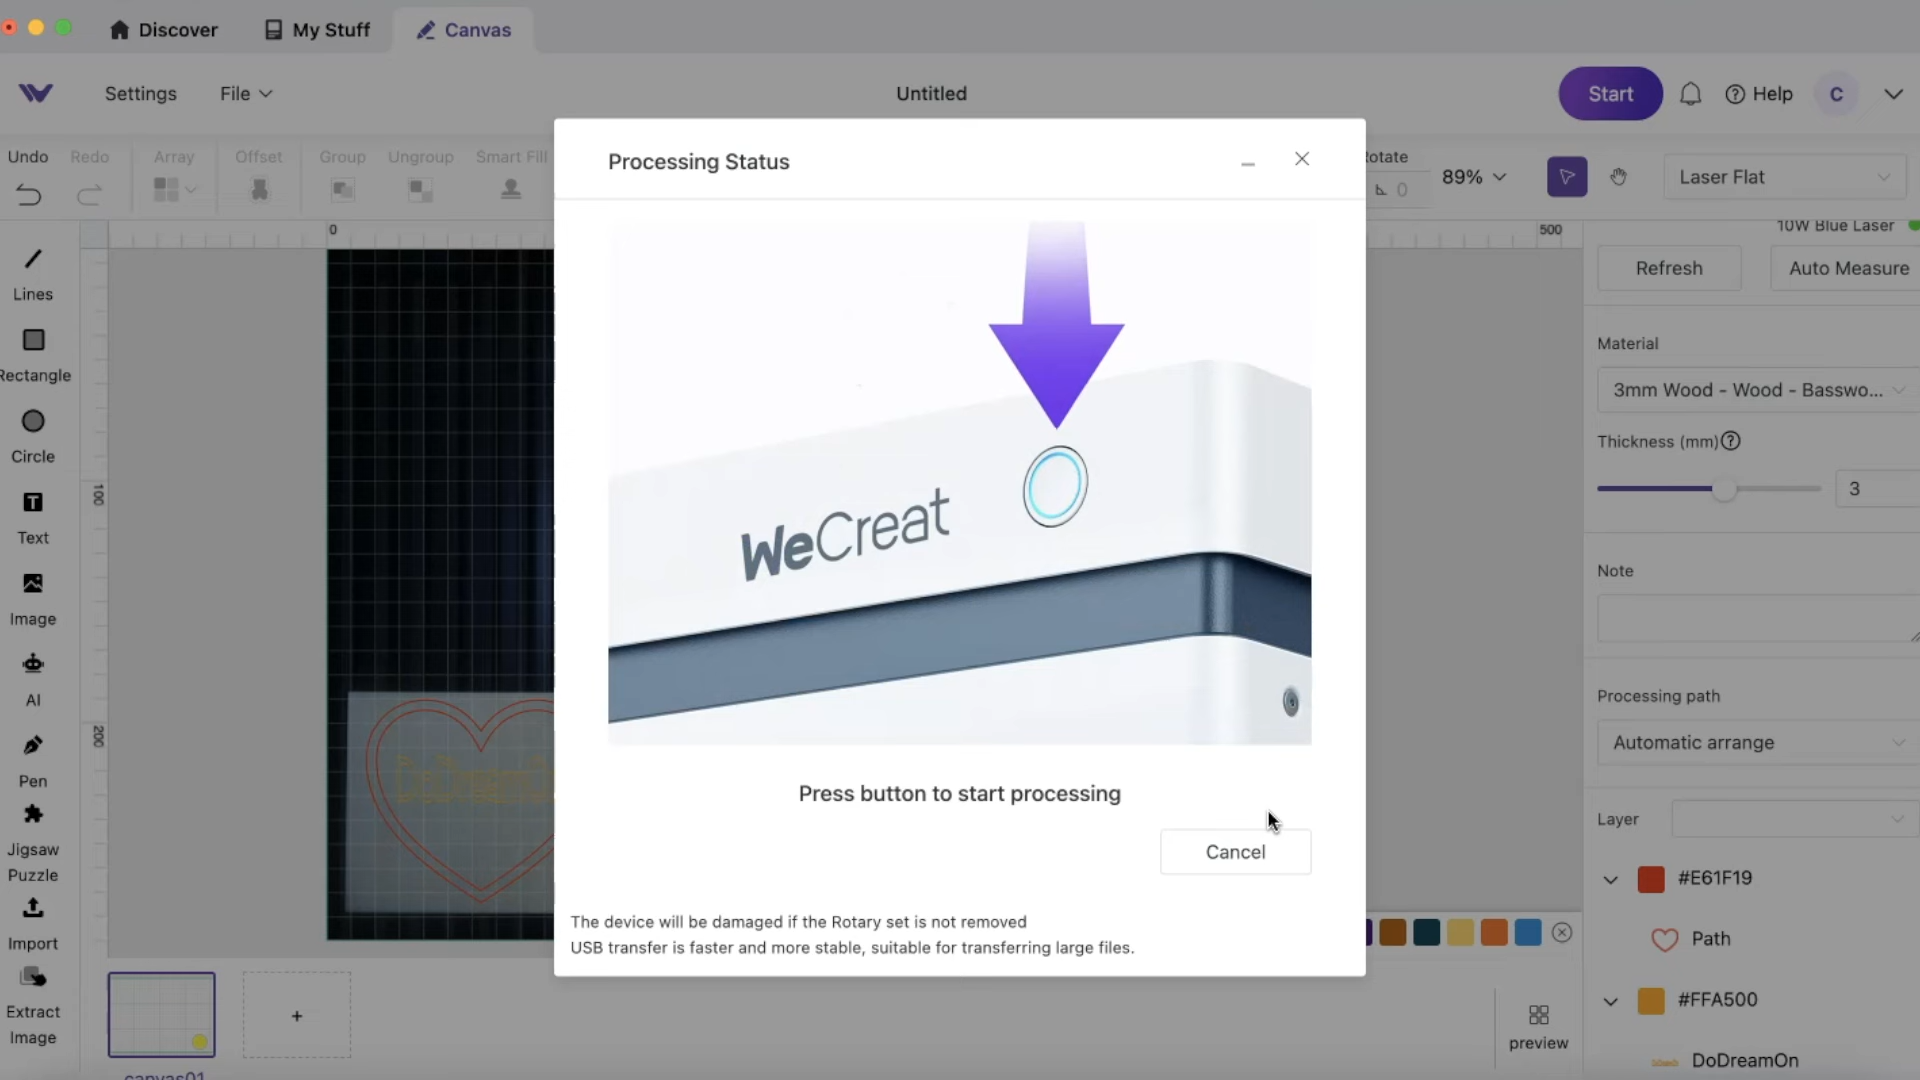 Discover
My Stuff
Canvas
Settings
File
Untitled
Start
Help
C
Undo
Redo
Array
Offset
Group
Ungroup
Smart Fill
Rotate
0
89%
Laser Flat
Processing Status
0
500
100
200
Lines
Rectangle
Circle
Text
Image
AI
Pen
Jigsaw
Puzzle
Import
Extract
Image
WeCreat
Press button to start processing
Cancel
The device will be damaged if the Rotary set is not removed
USB transfer is faster and more stable, suitable for transferring large files.
10W Blue Laser
Refresh
Auto Measure
Material
3mm Wood - Wood - Basswo...
Thickness (mm)
3
Note
Processing path
Automatic arrange
Layer
#E61F19
Path
#FFA500
DoDreamOn
+
preview
canvas01